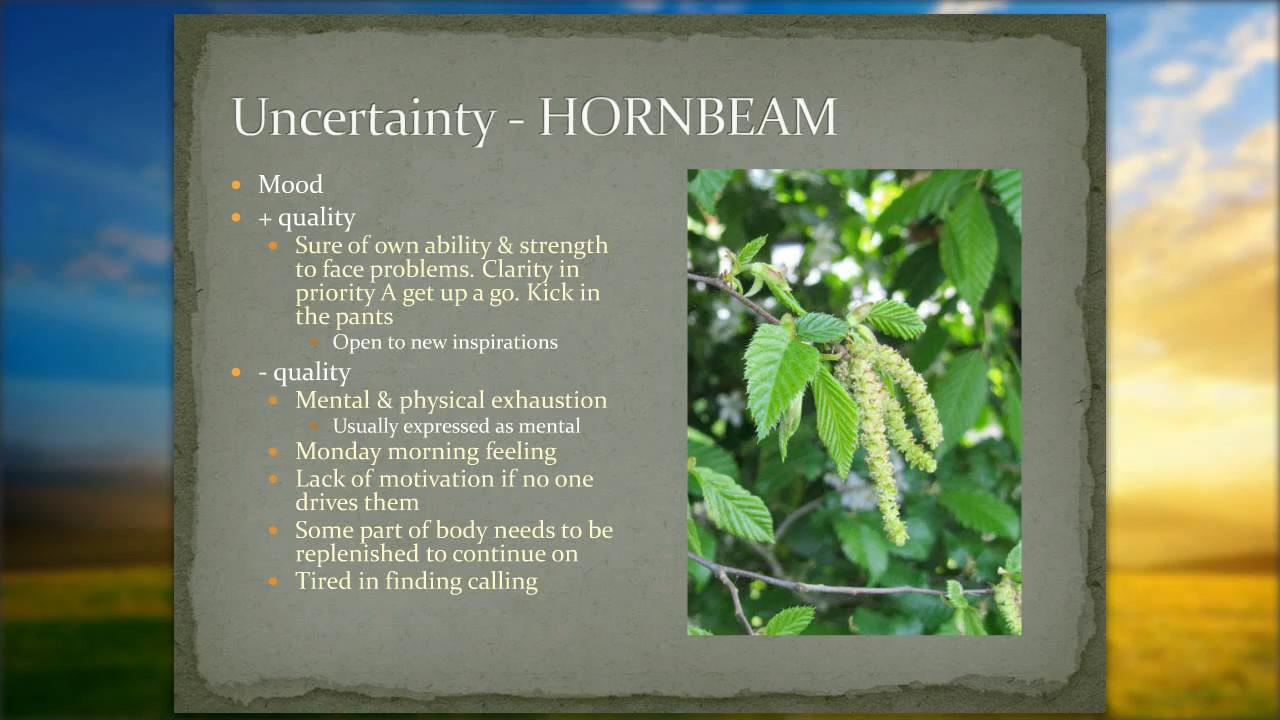 Uncertainty - HORNBEAM
Mood
+ quality
Sure of own ability & strength
to face problems. Clarity in
priority A get up a go. Kick in
the pants
Open to new inspirations
- quality
Mental & physical exhaustion
Usually expressed as mental
Monday morning feeling
Lack of motivation if no one
drives them
Some part of body needs to be
replenished to continue on
Tired in finding calling